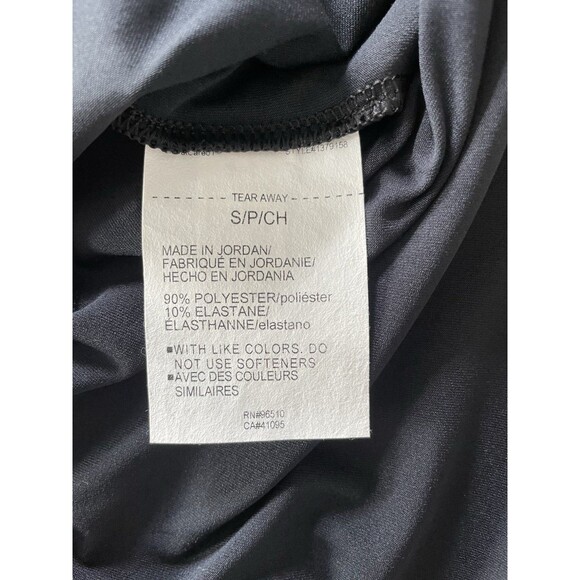 STYLE41379158
TEAR AWAY
S/P/CH
MADE IN JORDAN/
FABRIQUÉ EN JORDANIE/
HECHO EN JORDANIA
90% POLYESTER/poliéster
10% ELASTANE/
ÉLASTHANNE/elastano
■WITH LIKE COLORS. DO
NOT USE SOFTENERS
■AVEC DES COULEURS
SIMILAIRES
RN#96510
CA#41095